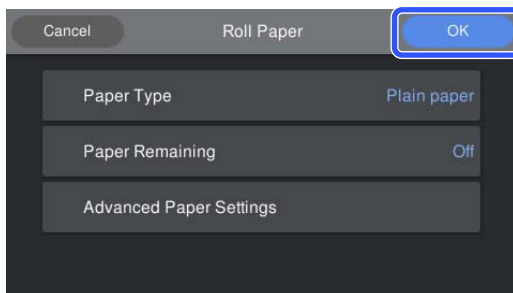 Cancel Roll Paper OK
Paper Type Plain paper
Paper Remaining Off
Advanced Paper Settings